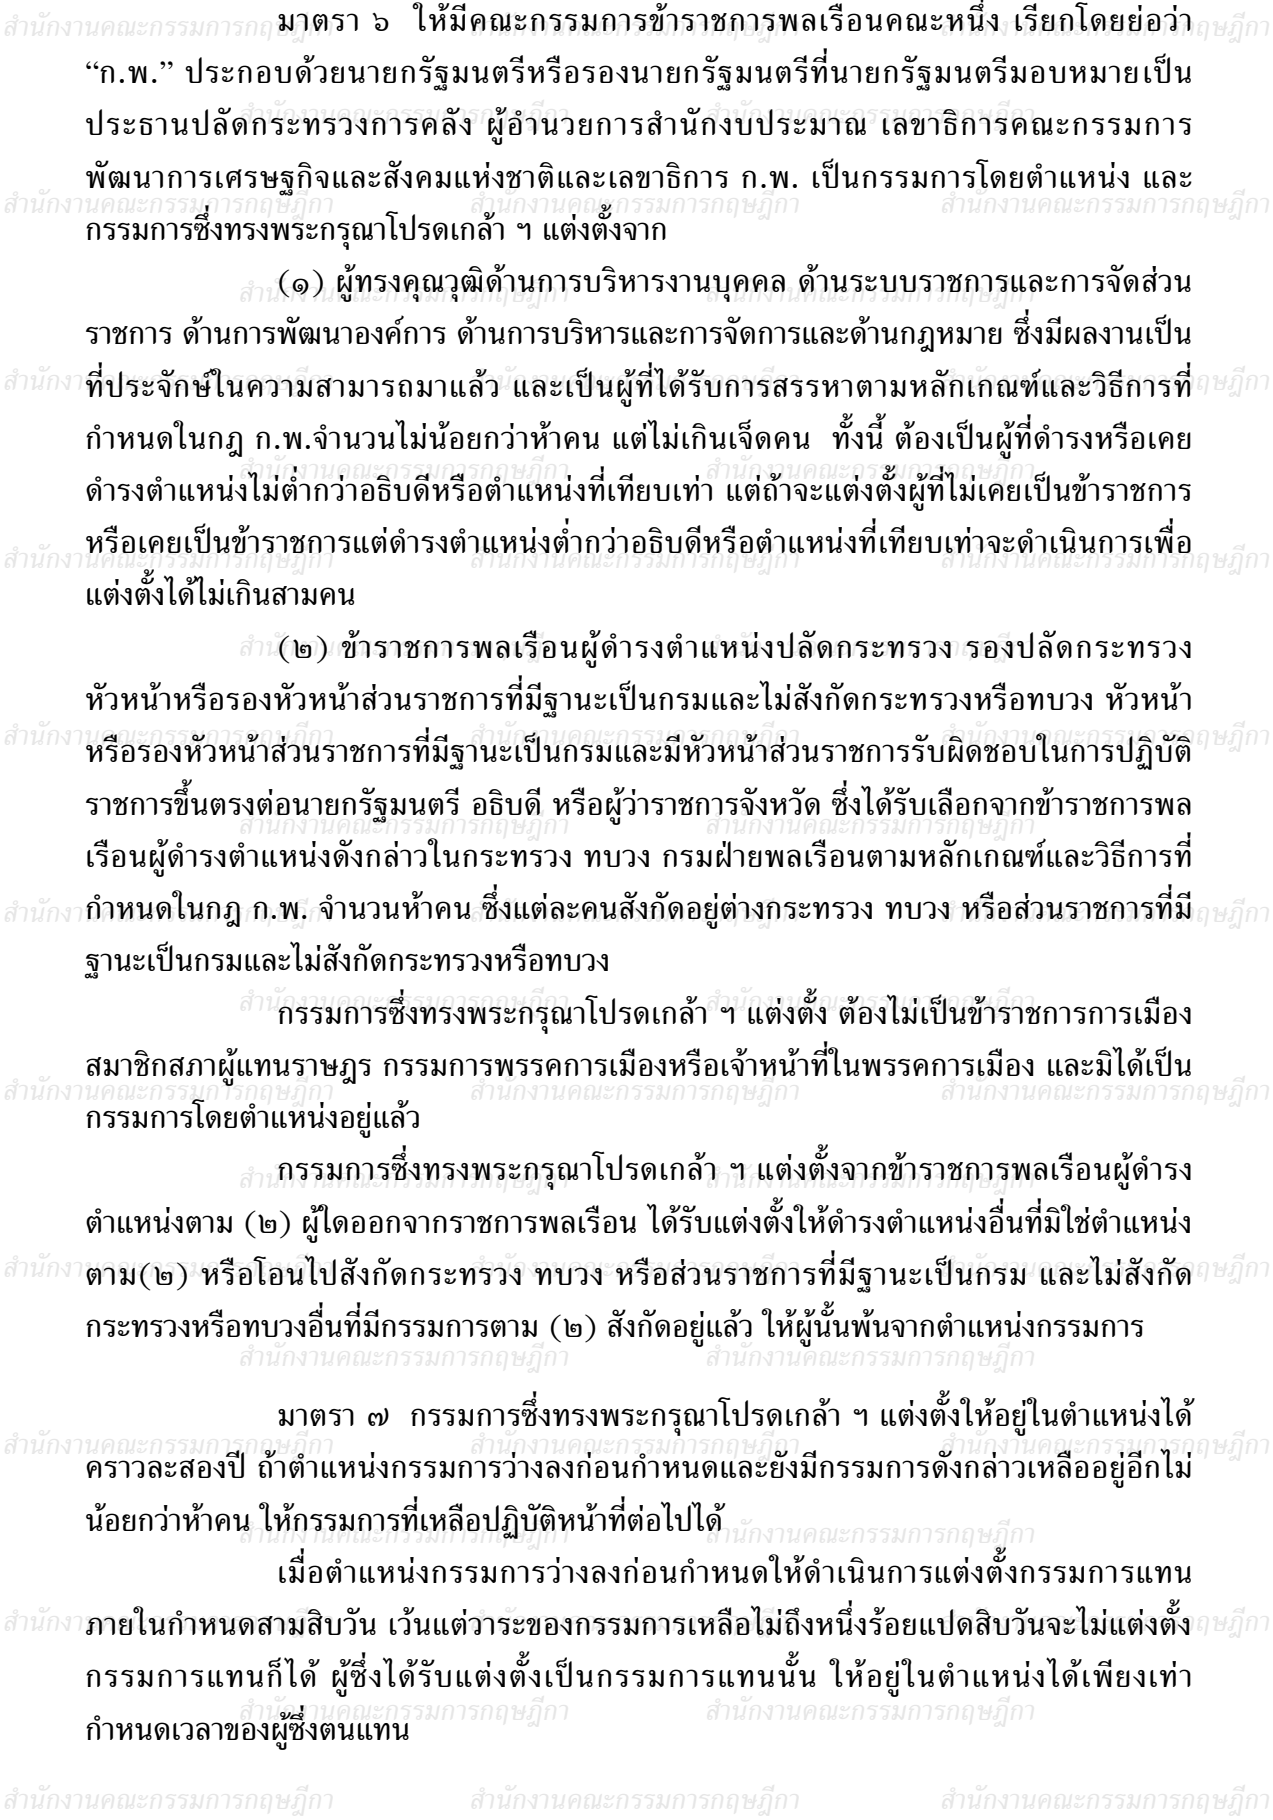 มาตรา ๖  ให้มีคณะกรรมการข้าราชการพลเรือนคณะหนึ่ง เรียกโดยย่อว่า
“ก.พ.” ประกอบด้วยนายกรัฐมนตรีหรือรองนายกรัฐมนตรีที่นายกรัฐมนตรีมอบหมายเป็น
ประธานปลัดกระทรวงการคลัง ผู้อำนวยการสำนักงบประมาณ เลขาธิการคณะกรรมการ
พัฒนาการเศรษฐกิจและสังคมแห่งชาติและเลขาธิการ ก.พ. เป็นกรรมการโดยตำแหน่ง และ
กรรมการซึ่งทรงพระกรุณาโปรดเกล้า ฯ แต่งตั้งจาก
(๑) ผู้ทรงคุณวุฒิด้านการบริหารงานบุคคล ด้านระบบราชการและการจัดส่วน
ราชการ ด้านการพัฒนาองค์การ ด้านการบริหารและการจัดการและด้านกฎหมาย ซึ่งมีผลงานเป็น
ที่ประจักษ์ในความสามารถมาแล้ว และเป็นผู้ที่ได้รับการสรรหาตามหลักเกณฑ์และวิธีการที่
กำหนดในกฎ ก.พ.จำนวนไม่น้อยกว่าห้าคน แต่ไม่เกินเจ็ดคน  ทั้งนี้ ต้องเป็นผู้ที่ดำรงหรือเคย
ดำรงตำแหน่งไม่ต่ำกว่าอธิบดีหรือตำแหน่งที่เทียบเท่า แต่ถ้าจะแต่งตั้งผู้ที่ไม่เคยเป็นข้าราชการ
หรือเคยเป็นข้าราชการแต่ดำรงตำแหน่งต่ำกว่าอธิบดีหรือตำแหน่งที่เทียบเท่าจะดำเนินการเพื่อ
แต่งตั้งได้ไม่เกินสามคน
(๒) ข้าราชการพลเรือนผู้ดำรงตำแหน่งปลัดกระทรวง รองปลัดกระทรวง
หัวหน้าหรือรองหัวหน้าส่วนราชการที่มีฐานะเป็นกรมและไม่สังกัดกระทรวงหรือทบวง หัวหน้า
หรือรองหัวหน้าส่วนราชการที่มีฐานะเป็นกรมและมีหัวหน้าส่วนราชการรับผิดชอบในการปฏิบัติ
ราชการขึ้นตรงต่อนายกรัฐมนตรี อธิบดี หรือผู้ว่าราชการจังหวัด ซึ่งได้รับเลือกจากข้าราชการพล
เรือนผู้ดำรงตำแหน่งดังกล่าวในกระทรวง ทบวง กรมฝ่ายพลเรือนตามหลักเกณฑ์และวิธีการที่
กำหนดในกฎ ก.พ. จำนวนห้าคน ซึ่งแต่ละคนสังกัดอยู่ต่างกระทรวง ทบวง หรือส่วนราชการที่มี
ฐานะเป็นกรมและไม่สังกัดกระทรวงหรือทบวง
กรรมการซึ่งทรงพระกรุณาโปรดเกล้า ฯ แต่งตั้ง ต้องไม่เป็นข้าราชการการเมือง
สมาชิกสภาผู้แทนราษฎร กรรมการพรรคการเมืองหรือเจ้าหน้าที่ในพรรคการเมือง และมิได้เป็น
กรรมการโดยตำแหน่งอยู่แล้ว
กรรมการซึ่งทรงพระกรุณาโปรดเกล้า ฯ แต่งตั้งจากข้าราชการพลเรือนผู้ดำรง
ตำแหน่งตาม (๒) ผู้ใดออกจากราชการพลเรือน ได้รับแต่งตั้งให้ดำรงตำแหน่งอื่นที่มิใช่ตำแหน่ง
ตาม(๒) หรือโอนไปสังกัดกระทรวง ทบวง หรือส่วนราชการที่มีฐานะเป็นกรม และไม่สังกัด
กระทรวงหรือทบวงอื่นที่มีกรรมการตาม (๒) สังกัดอยู่แล้ว ให้ผู้นั้นพ้นจากตำแหน่งกรรมการ
มาตรา ๗  กรรมการซึ่งทรงพระกรุณาโปรดเกล้า ฯ แต่งตั้งให้อยู่ในตำแหน่งได้
คราวละสองปี ถ้าตำแหน่งกรรมการว่างลงก่อนกำหนดและยังมีกรรมการดังกล่าวเหลืออยู่อีกไม่
น้อยกว่าห้าคน ให้กรรมการที่เหลือปฏิบัติหน้าที่ต่อไปได้
เมื่อตำแหน่งกรรมการว่างลงก่อนกำหนดให้ดำเนินการแต่งตั้งกรรมการแทน
ภายในกำหนดสามสิบวัน เว้นแต่วาระของกรรมการเหลือไม่ถึงหนึ่งร้อยแปดสิบวันจะไม่แต่งตั้ง
กรรมการแทนก็ได้ ผู้ซึ่งได้รับแต่งตั้งเป็นกรรมการแทนนั้น ให้อยู่ในตำแหน่งได้เพียงเท่า
กำหนดเวลาของผู้ซึ่งตนแทน
สำนักงานคณะกรรมการกฤษฎีกา สำนักงานคณะกรรมการกฤษฎีกา สำนักงานคณะกรรมการกฤษฎีกา